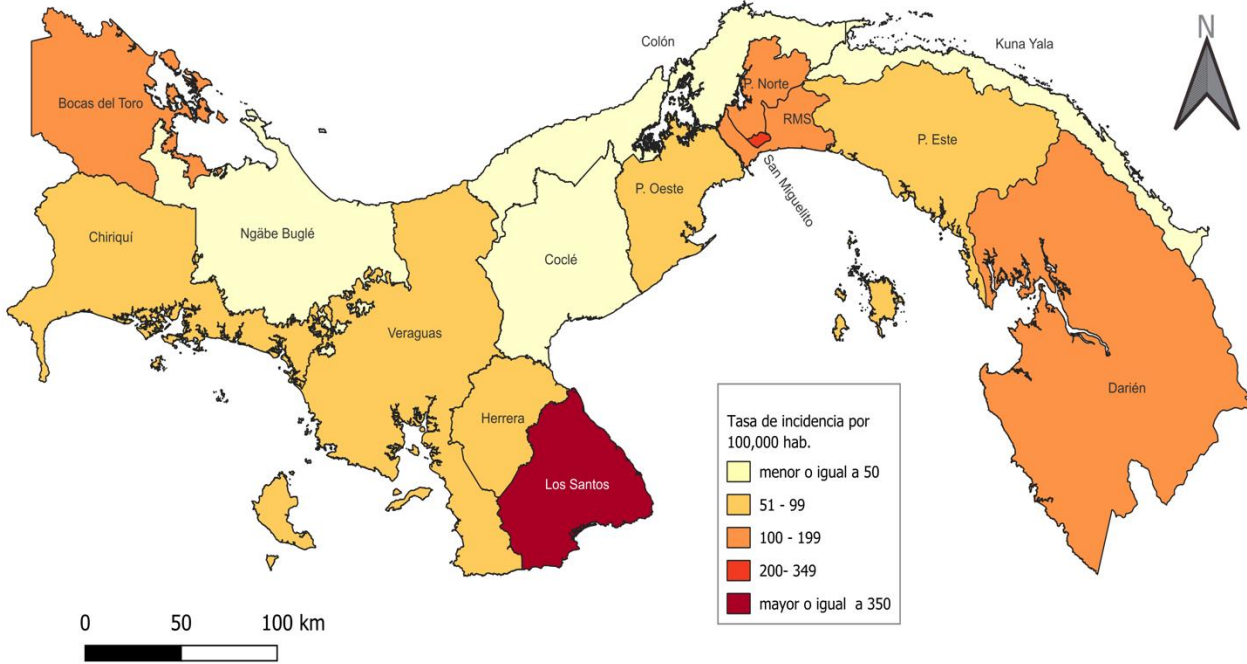 N
Colón
Kuna Yala
Bocas del Toro
P. Norte
RMS
P. Este
San Miguelito
P. Oeste
Chiriquí
Ngäbe Buglé
Coclé
Veraguas
Herrera
Los Santos
Darién
Tasa de incidencia por
100,000 hab.
menor o igual a 50
51 - 99
100 - 199
200- 349
mayor o igual a 350
0 50 100 km